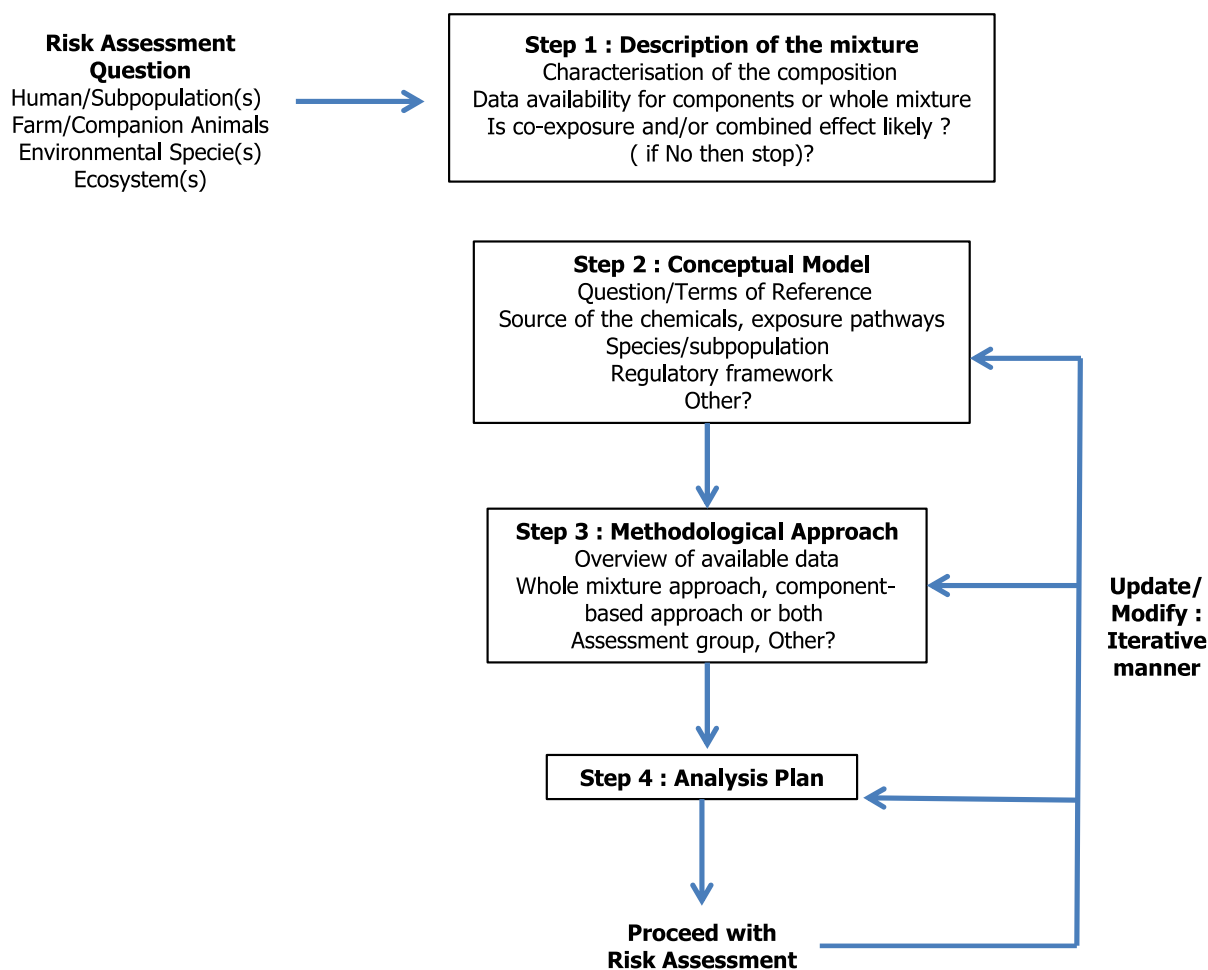 Risk Assessment
Question
Human/Subpopulation(s)
Farm/Companion Animals
Environmental Specie(s)
Ecosystem(s)
Step 1 : Description of the mixture
Characterisation of the composition
Data availability for components or whole mixture
Is co-exposure and/or combined effect likely ?
( if No then stop)?
Step 2 : Conceptual Model
Question/Terms of Reference
Source of the chemicals, exposure pathways
Species/subpopulation
Regulatory framework
Other?
Step 3 : Methodological Approach
Overview of available data
Whole mixture approach, component-
based approach or both
Assessment group, Other?
Update/
Modify :
Iterative
manner
Step 4 : Analysis Plan
Proceed with
Risk Assessment